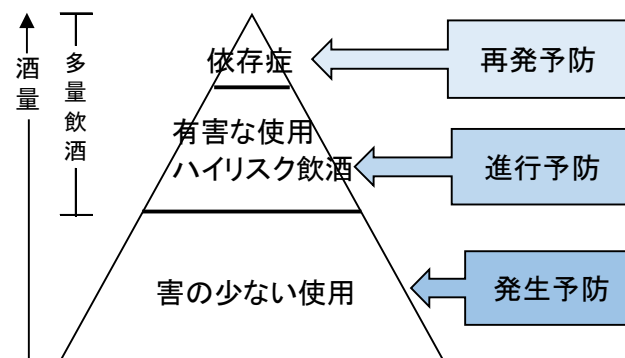 酒量
多量飲酒
依存症
再発予防
有害な使用
ハイリスク飲酒
進行予防
害の少ない使用
発生予防